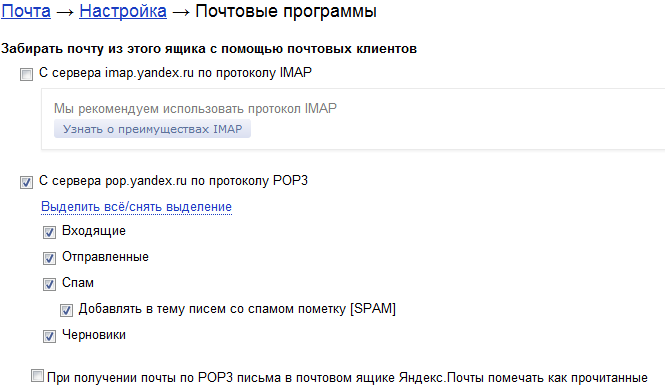 Почта → Настройка → Почтовые программы
Забирать почту из этого ящика с помощью почтовых клиентов
С сервера imap.yandex.ru по протоколу IMAP
Мы рекомендуем использовать протокол IMAP
Узнать о преимуществах IMAP
С сервера pop.yandex.ru по протоколу POP3
Выделить всё/снять выделение
Входящие
Отправленные
Спам
Добавлять в тему писем со спамом пометку [SPAM]
Черновики
При получении почты по POP3 письма в почтовом ящике Яндекс.Почты помечать как прочитанные